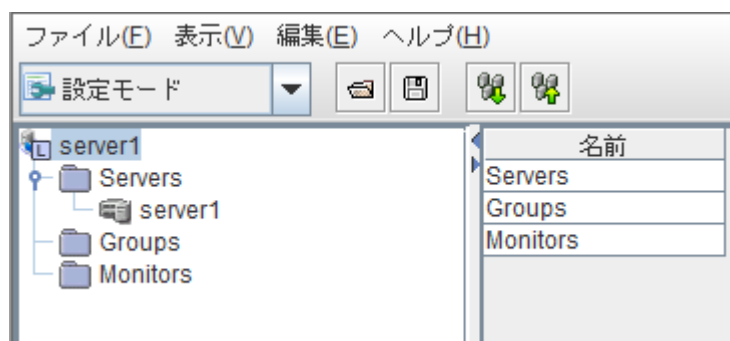 ファイル(F) 表示(V) 編集(E) ヘルプ(H)
設定モード
server1
Servers
server1
Groups
Monitors
名前
Servers
Groups
Monitors